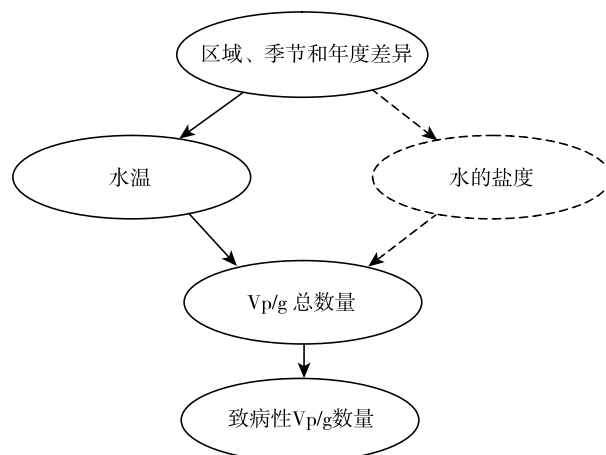 区域、季节和年度差异
水温
水的盐度
Vp/g 总数量
致病性Vp/g数量